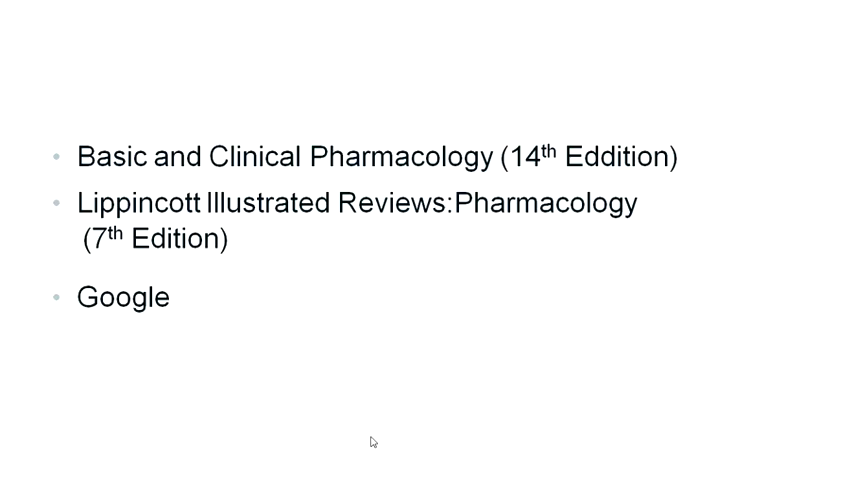 • Basic and Clinical Pharmacology (14th Eddition)
• Lippincott Illustrated Reviews:Pharmacology
(7th Edition)
• Google